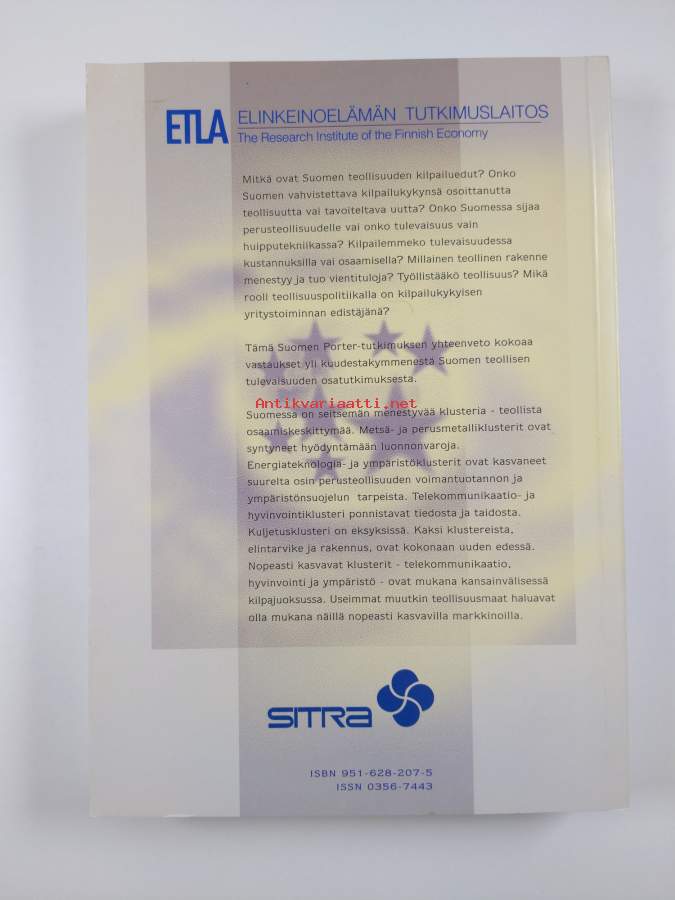 ETLA ELINKEINOELÄMÄN TUTKIMUSLAITOS
The Research Institute of the Finnish Economy
Mitkä ovat Suomen teollisuuden kilpailuedut? Onko
Suomen vahvistettava kilpailukykynsä osoittanutta
teollisuutta vai tavoiteltava uutta? Onko Suomessa sijaa
perusteollisuudelle vai onko tulevaisuus vain
huipputekniikassa? Kilpailemmeko tulevaisuudessa
kustannuksilla vai osaamisella? Millainen teollinen rakenne
menestyy ja tuo vientituloja? Työllistääkö teollisuus? Mikä
rooli teollisuuspolitiikalla on kilpailukykyisen
yritystoiminnan edistäjänä?
Tämä Suomen Porter-tutkimuksen yhteenveto kokoaa
vastaukset yli kuudestakymmenestä Suomen teollisen
tulevaisuuden osatutkimuksesta.
Antikvariaatti.net
Suomessa on seitsemän menestyvää klusteria - teollista
osaamiskeskittymää. Metsä- ja perusmetalliklusterit ovat
syntyneet hyödyntämään luonnonvaroja.
Energiateknologia- ja ympäristöklusterit ovat kasvaneet
suurelta osin perusteollisuuden voimantuotannon ja
ympäristönsuojelun tarpeista. Telekommunikaatio- ja
hyvinvointiklusteri ponnistavat tiedosta ja taidosta.
Kuljetusklusteri on eksyksissä. Kaksi klustereista,
elintarvike ja rakennus, ovat kokonaan uuden edessä.
Nopeasti kasvavat klusterit - telekommunikaatio,
hyvinvointi ja ympäristö - ovat mukana kansainvälisessä
kilpajuoksussa. Useimmat muutkin teollisuusmaat haluavat
olla mukana näillä nopeasti kasvavilla markkinoilla.
SITRA
ISBN 951-628-207-5
ISSN 0356-7443